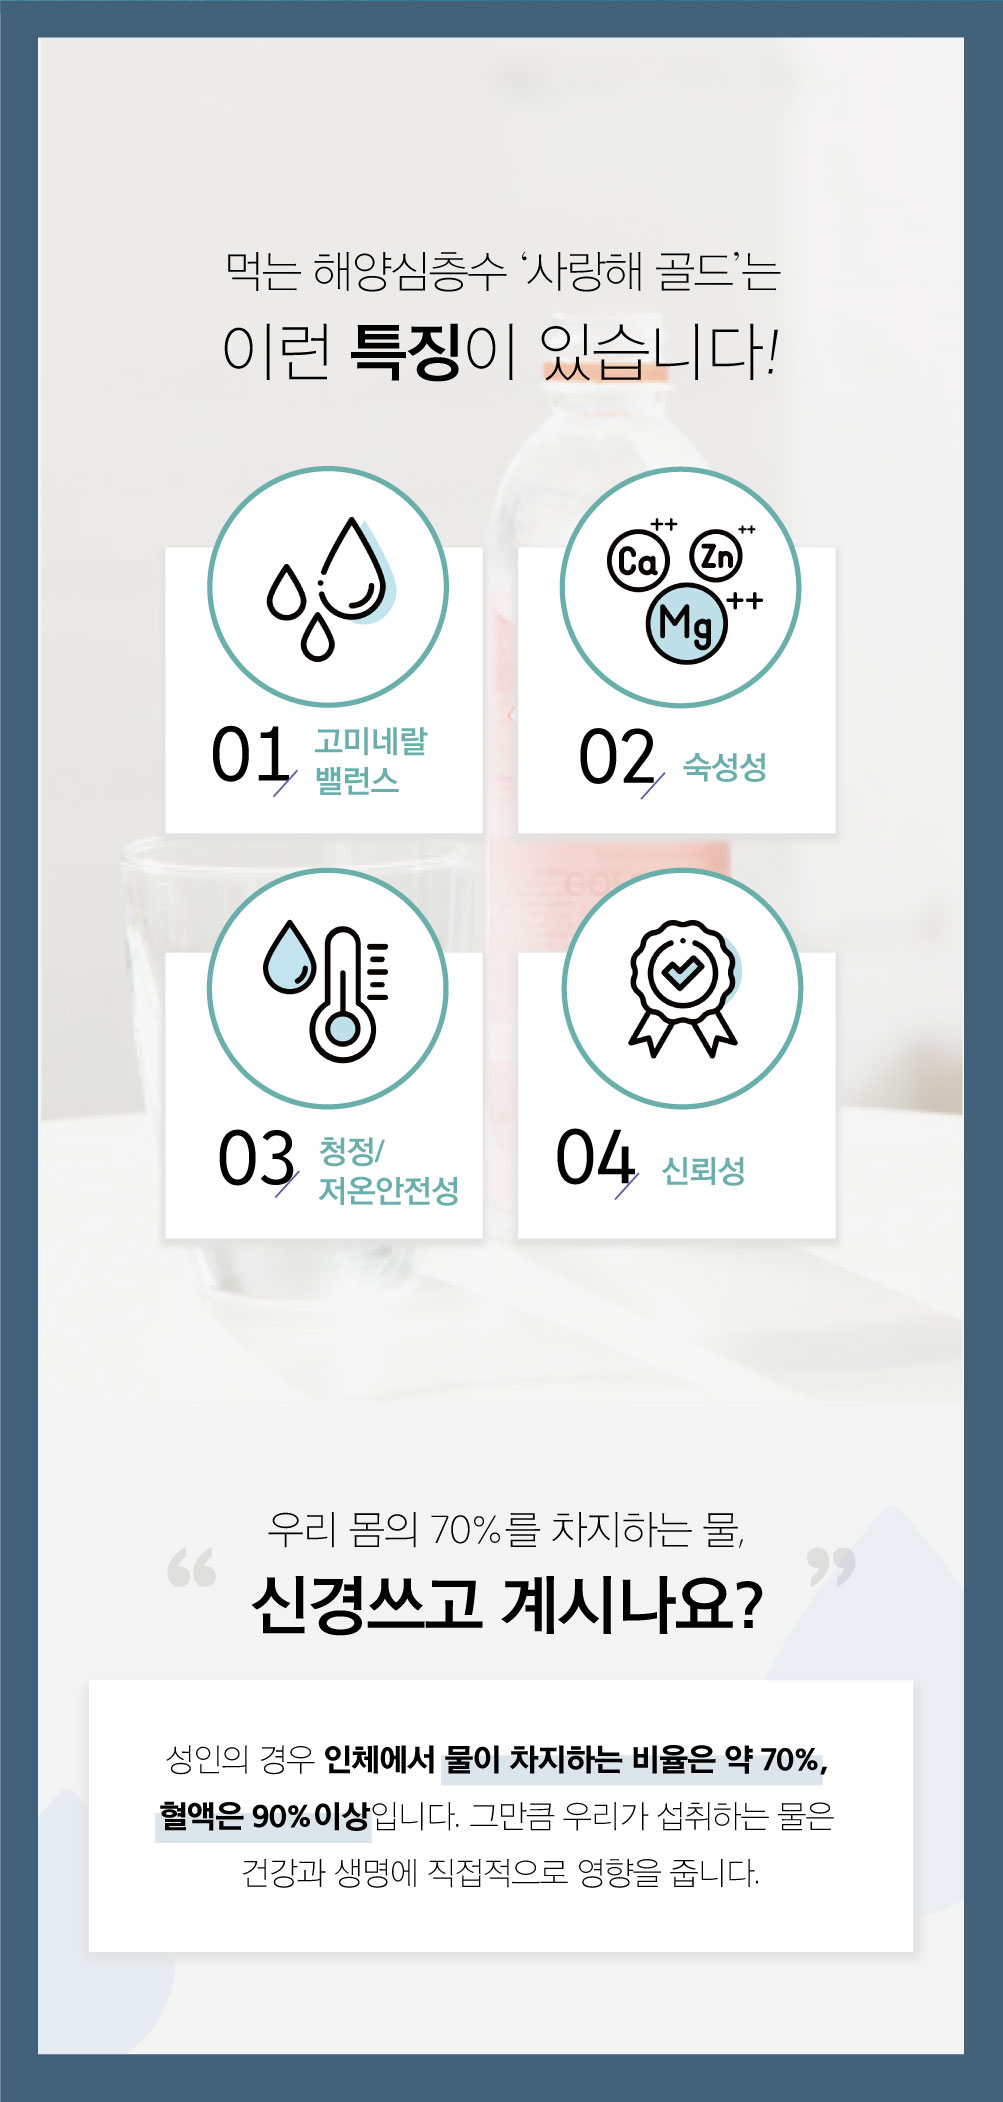 먹는 해양심층수 ‘사랑해 골드’는
이런 특징이 있습니다!
Ca++ Zn++
Mg++
01 고미네랄
밸런스
02 숙성성
GOL
03 청정/
저온안전성
04 신뢰성
“ 우리 몸의 70%를 차지하는 물, ”
신경쓰고 계시나요?
성인의 경우 인체에서 물이 차지하는 비율은 약 70%,
혈액은 90%이상입니다. 그만큼 우리가 섭취하는 물은
건강과 생명에 직접적으로 영향을 줍니다.